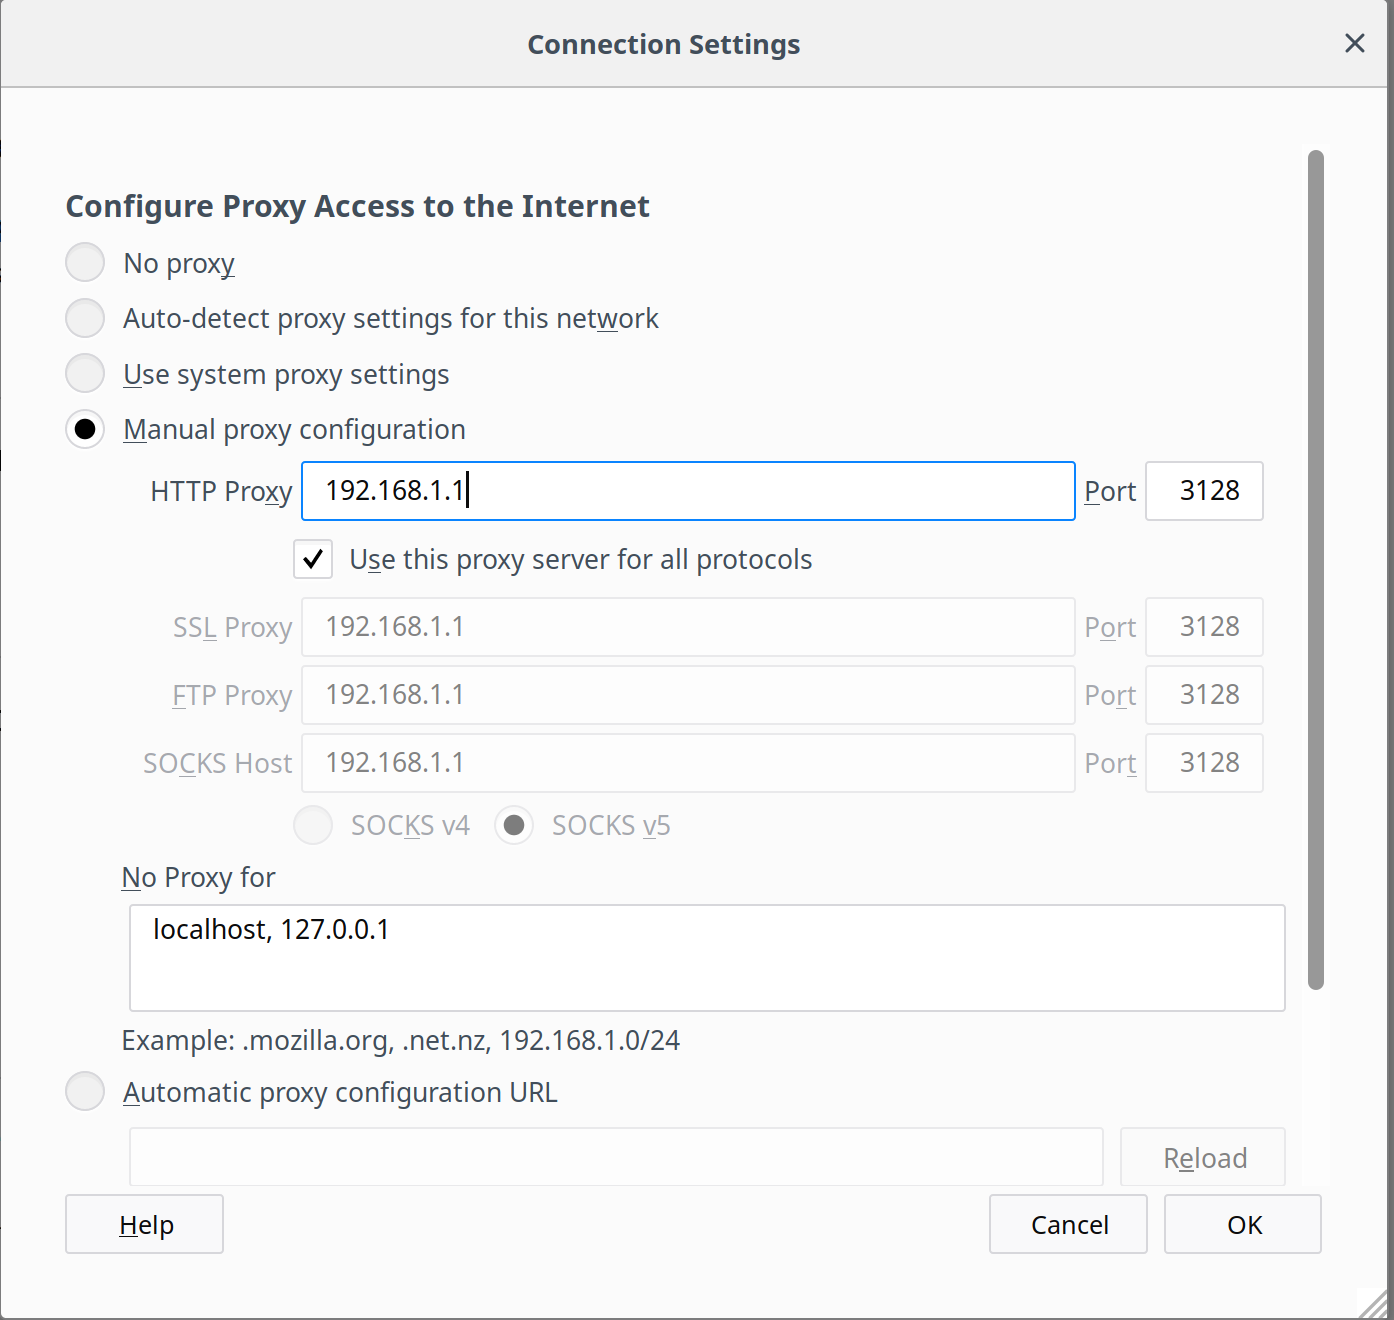 Connection Settings
Configure Proxy Access to the Internet
No proxy
Auto-detect proxy settings for this network
Use system proxy settings
Manual proxy configuration
HTTP Proxy 192.168.1.1 Port 3128
Use this proxy server for all protocols
SSL Proxy 192.168.1.1 Port 3128
FTP Proxy 192.168.1.1 Port 3128
SOCKS Host 192.168.1.1 Port 3128
SOCKS v4 SOCKS v5
No Proxy for
localhost, 127.0.0.1
Example: .mozilla.org, .net.nz, 192.168.1.0/24
Automatic proxy configuration URL
Reload
Help Cancel OK